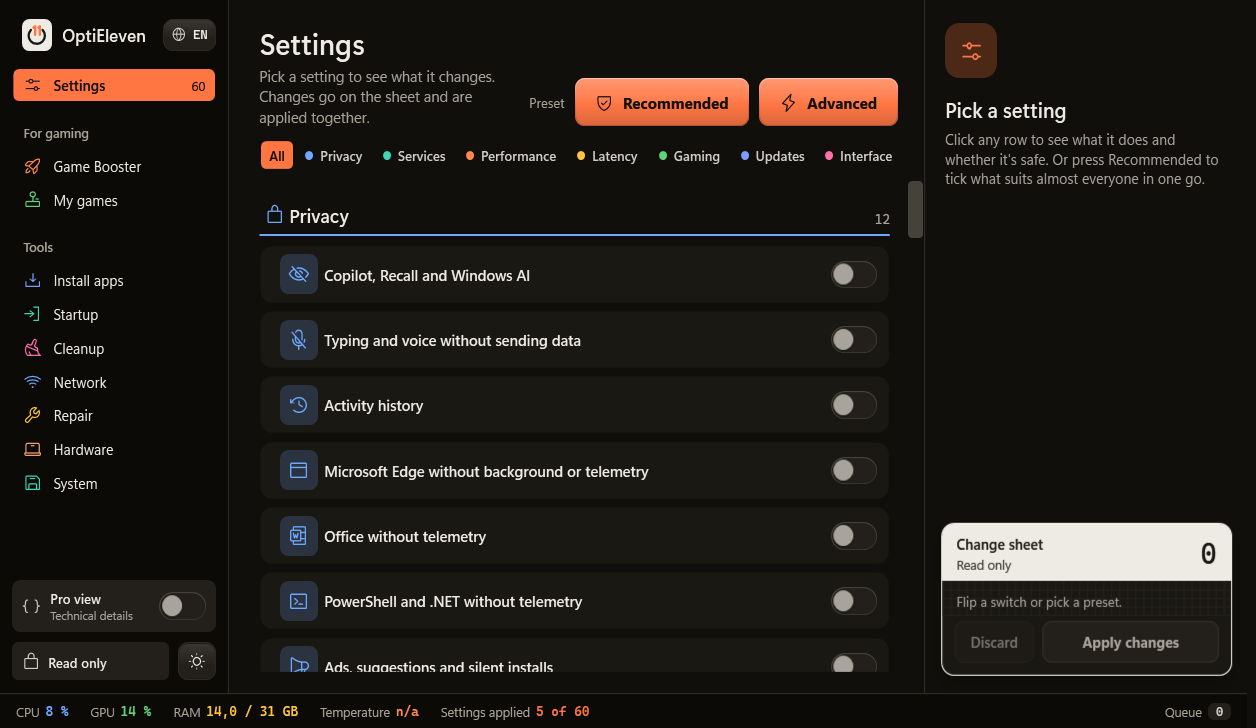 OptiEleven
EN
Settings
60
For gaming
Game Booster
My games
Tools
Install apps
Startup
Cleanup
Network
Repair
Hardware
System
Pro view
Technical details
Read only
Settings
Pick a setting to see what it changes.
Changes go on the sheet and are
applied together.
Preset
Recommended
Advanced
All
Privacy
Services
Performance
Latency
Gaming
Updates
Interface
Privacy
12
Copilot, Recall and Windows AI
Typing and voice without sending data
Activity history
Microsoft Edge without background or telemetry
Office without telemetry
PowerShell and .NET without telemetry
Ads, suggestions and silent installs
Pick a setting
Click any row to see what it does and
whether it's safe. Or press Recommended to
tick what suits almost everyone in one go.
Change sheet
Read only
0
Flip a switch or pick a preset.
Discard
Apply changes
CPU 8 %
GPU 14 %
RAM 14,0 / 31 GB
Temperature n/a
Settings applied 5 of 60
Queue 0